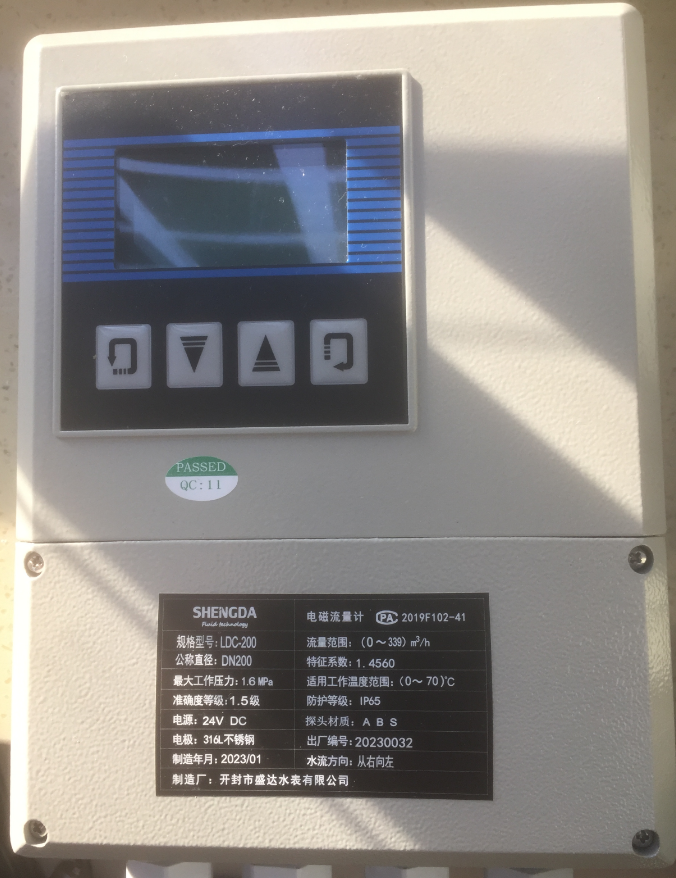 PASSED
QC:11
SHENGDA
Fluid technology
电磁流量计 PA 2019F102-41
规格型号:LDC-200 流量范围:(0～339)m³/h
公称直径:DN200 特征系数:1.4560
最大工作压力:1.6MPa 适用工作温度范围:(0～70)℃
准确度等级:1.5级 防护等级:IP65
电源:24V DC 探头材质:ABS
电极:316L不锈钢 出厂编号:20230032
制造年月:2023/01 水流方向:从右向左
制造厂:开封市盛达水表有限公司